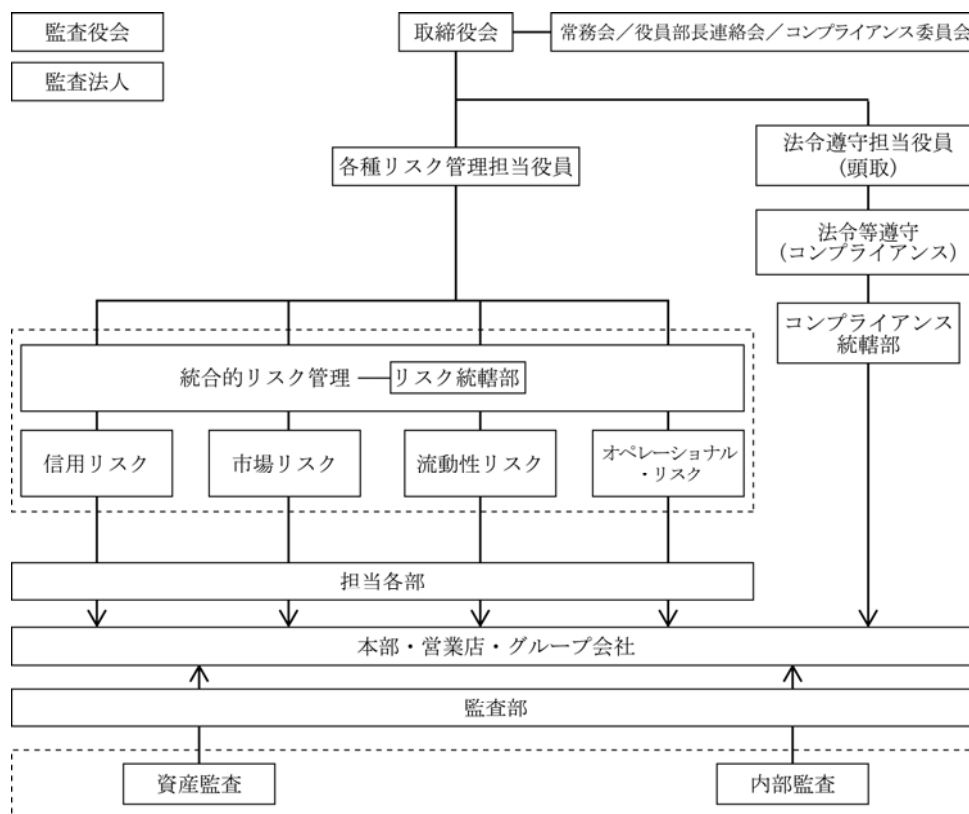 監査役会
取締役会
常務会／役員部長連絡会／コンプライアンス委員会
監査法人
各種リスク管理担当役員
法令遵守担当役員
(頭取)
法令等遵守
(コンプライアンス)
コンプライアンス
統轄部
統合的リスク管理
リスク統轄部
信用リスク
市場リスク
流動性リスク
オペレーショナル
・リスク
担当各部
本部・営業店・グループ会社
監査部
資産監査
内部監査